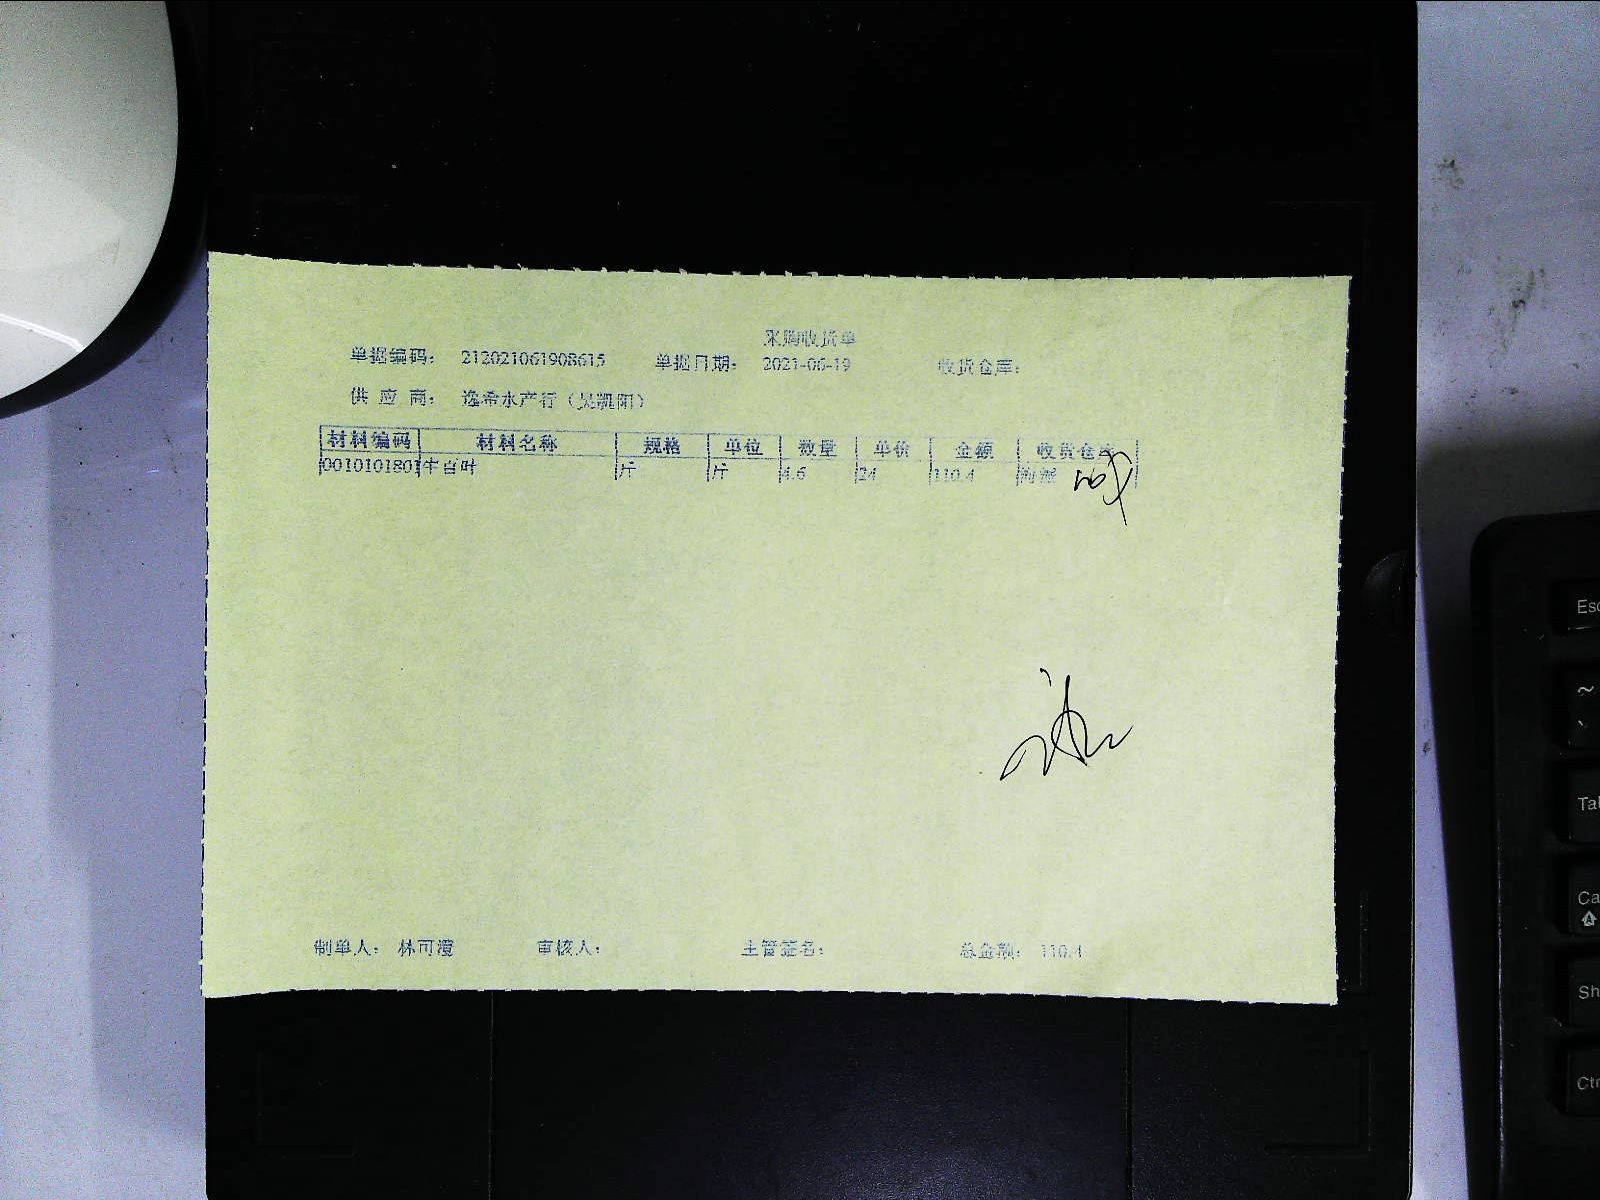 采购收货单
单据编码： 212021061908615 单据日期： 2021-06-19 收货仓库：
供 应 商： 逸希水产行（吴凯阳）
材料编码 材料名称 规格 单位 数量 单价 金额 收货仓库
0010101801 牛百叶 斤 斤 4.6 24 110.4 海派
制单人： 林可漫 审核人： 主管签名： 总金额： 110.4
Esc
~
Tab
Ca
Sh
Ctr